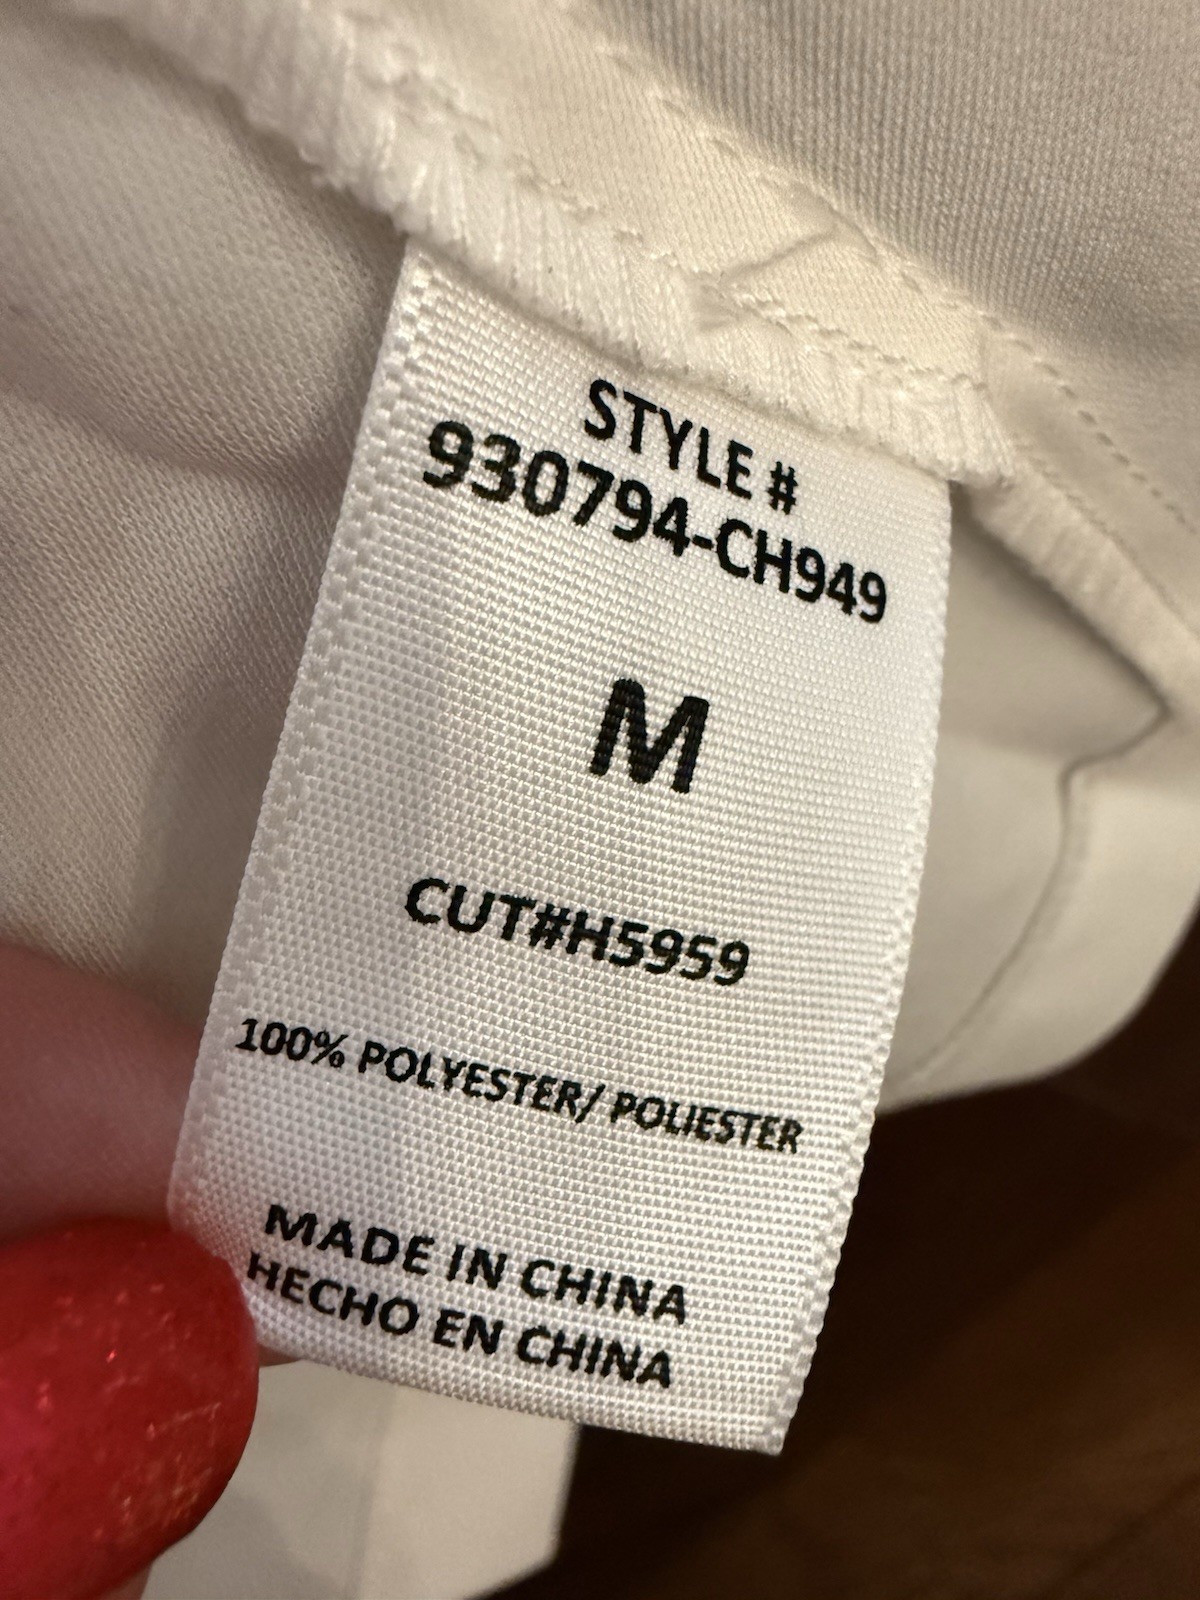 STYLE #
930794-CH949
M
CUT#H5959
100% POLYESTER/ POLIESTER
MADE IN CHINA
HECHO EN CHINA